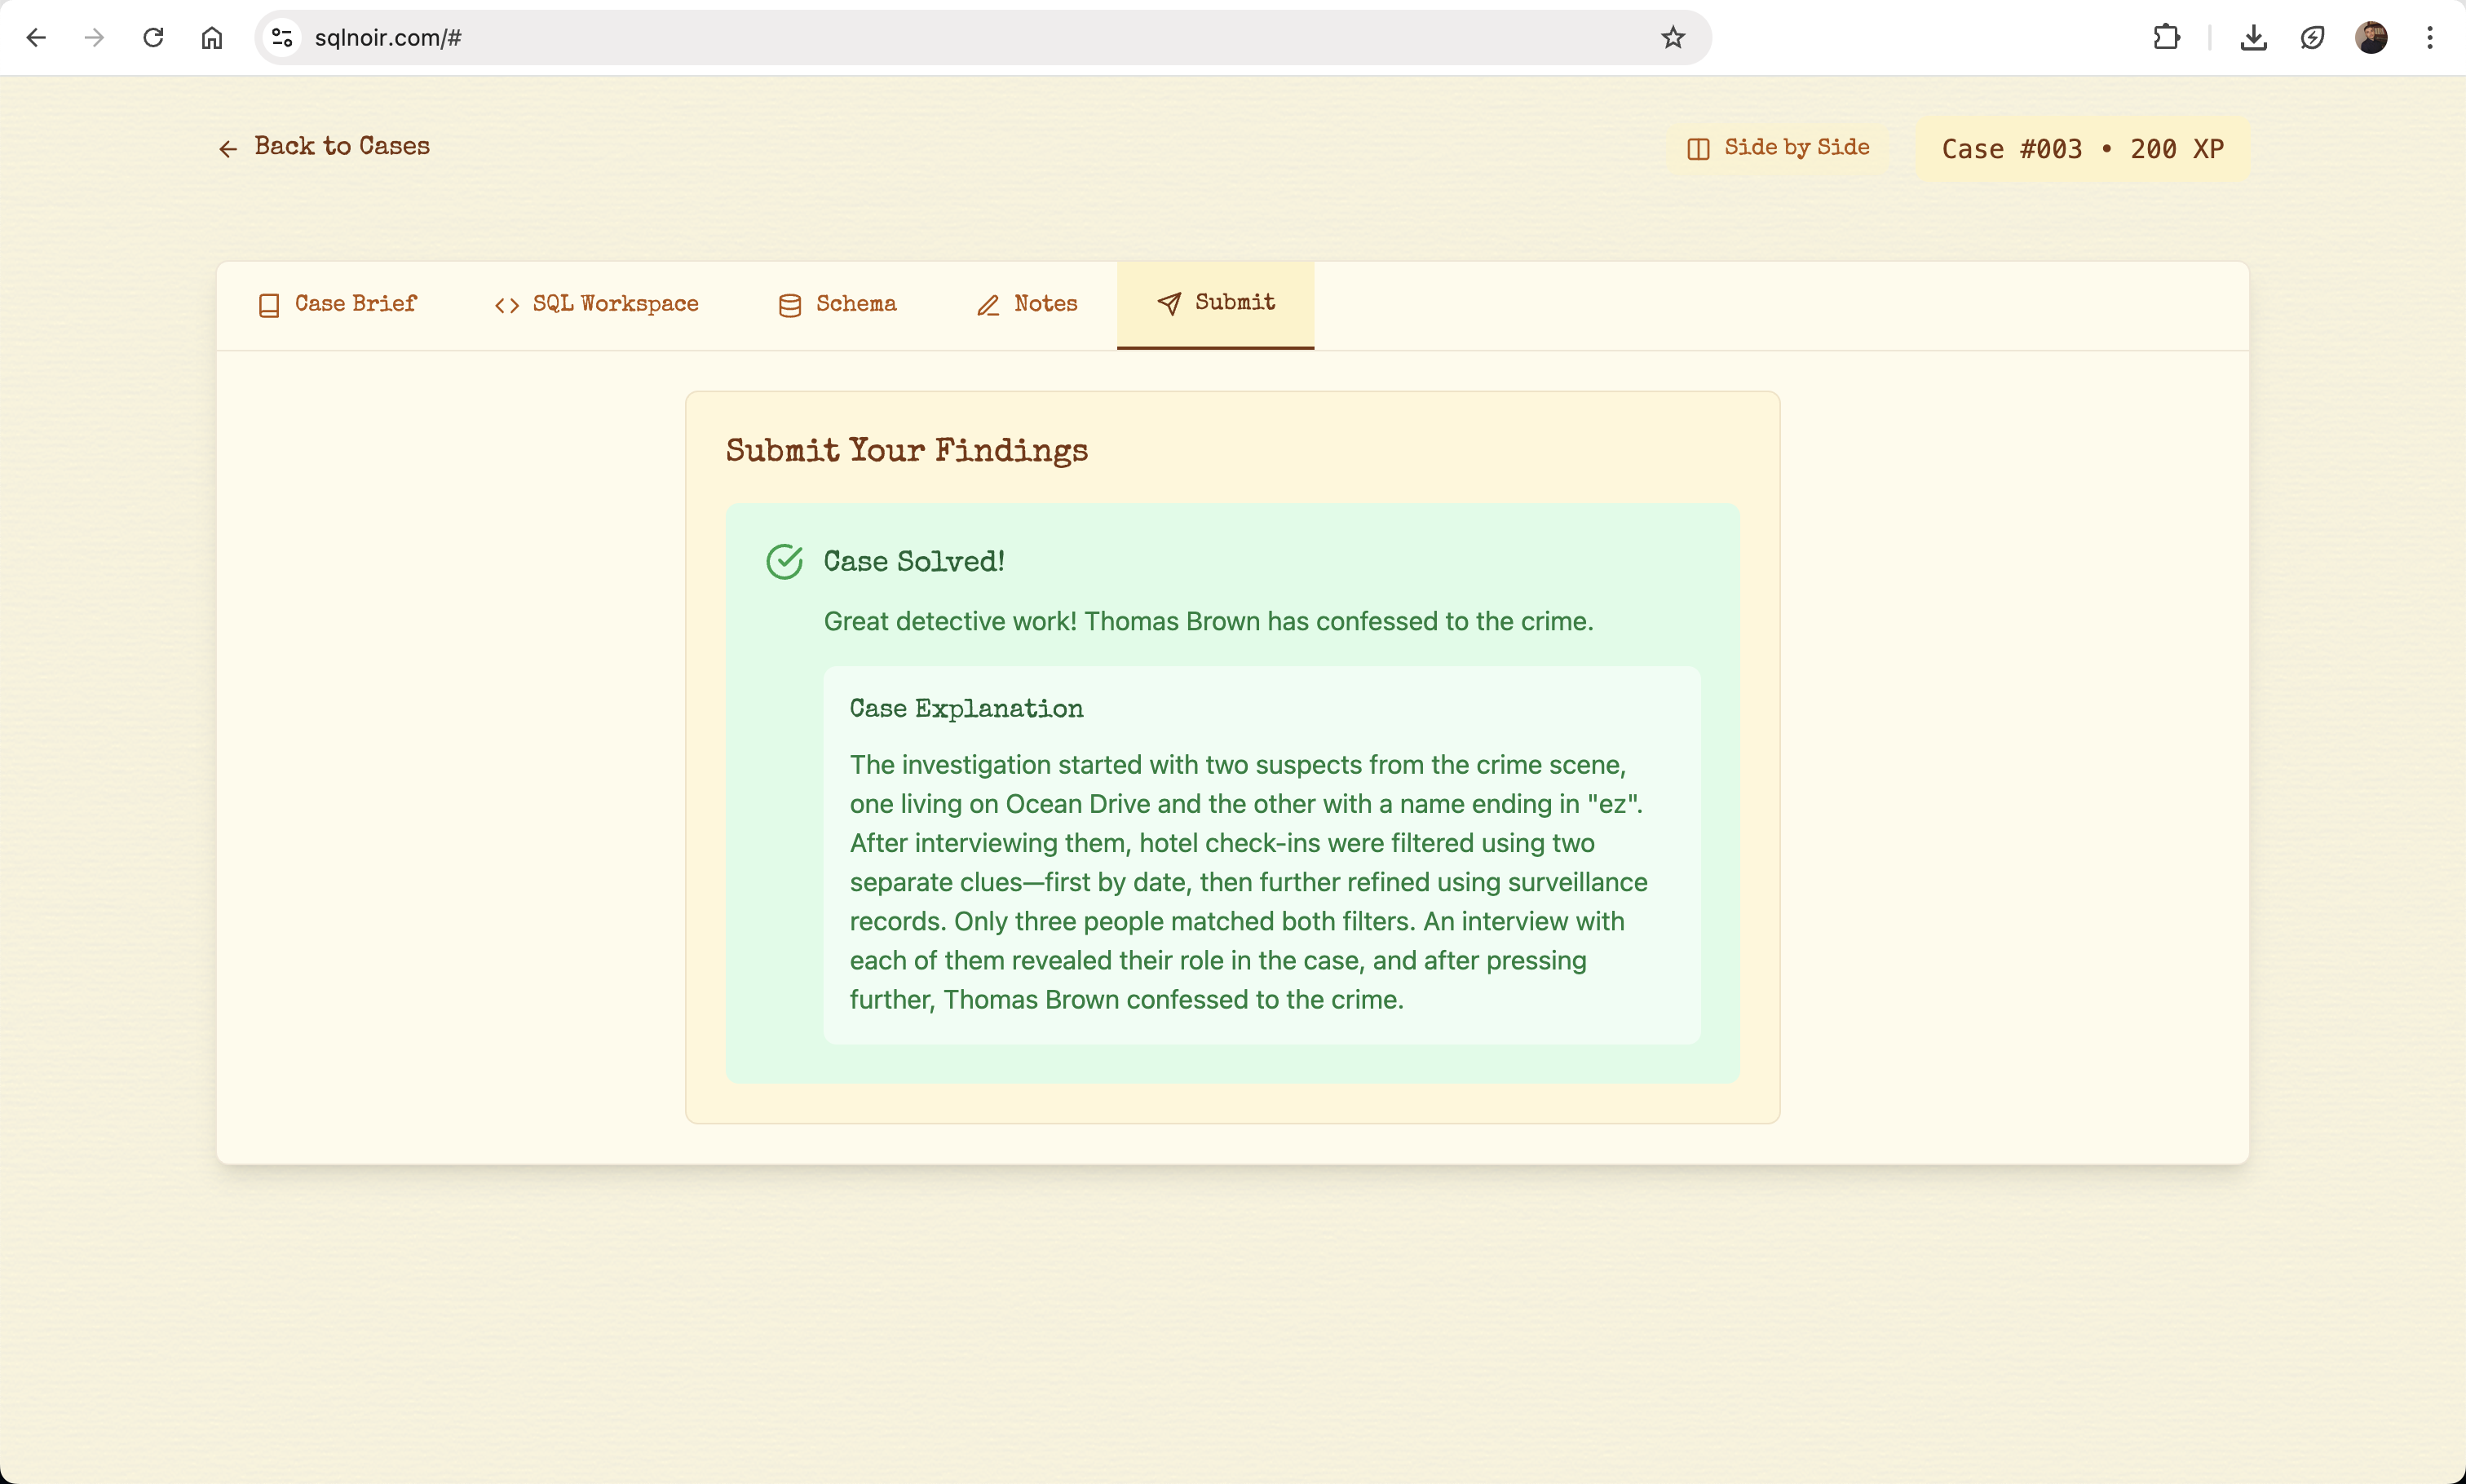 sqlnoir.com/#
Back to Cases
Side by Side
Case #003 • 200 XP
Case Brief
SQL Workspace
Schema
Notes
Submit
Submit Your Findings
Case Solved!
Great detective work! Thomas Brown has confessed to the crime.
Case Explanation
The investigation started with two suspects from the crime scene,
one living on Ocean Drive and the other with a name ending in "ez".
After interviewing them, hotel check-ins were filtered using two
separate clues—first by date, then further refined using surveillance
records. Only three people matched both filters. An interview with
each of them revealed their role in the case, and after pressing
further, Thomas Brown confessed to the crime.